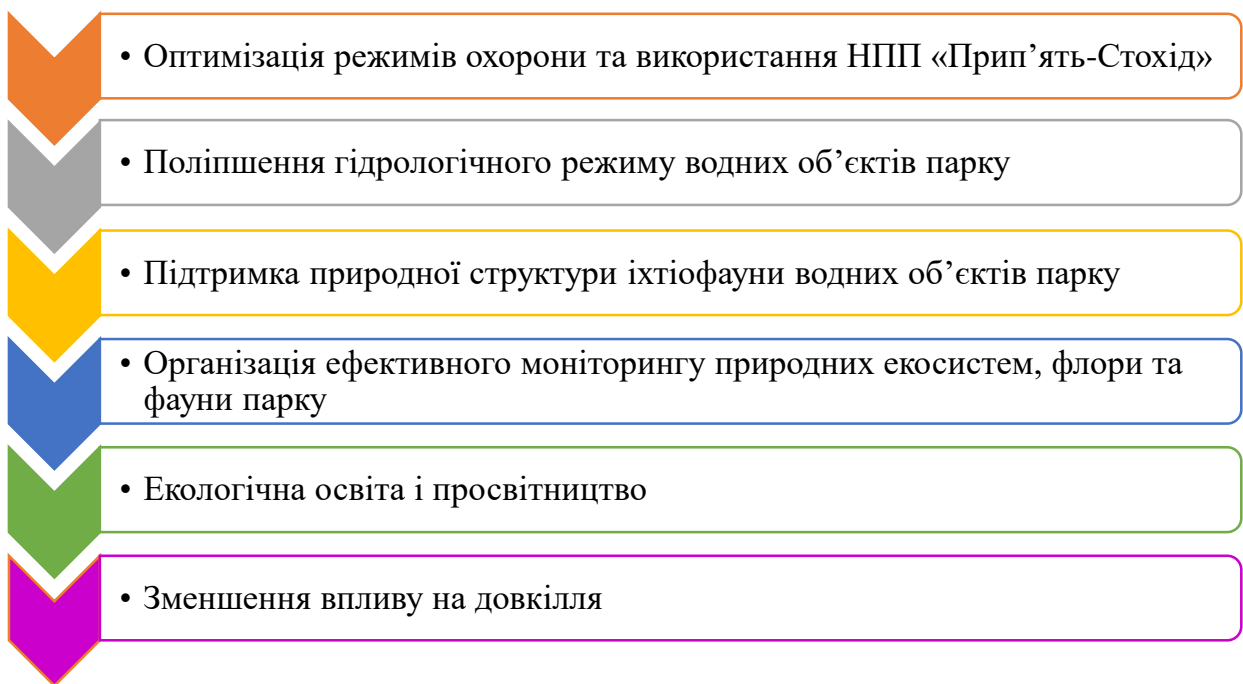 • Оптимізація режимів охорони та використання НПП «Прип’ять-Стохід»
• Поліпшення гідрологічного режиму водних об’єктів парку
• Підтримка природної структури іхтіофауни водних об’єктів парку
• Організація ефективного моніторингу природних екосистем, флори та
фауни парку
• Екологічна освіта і просвітництво
• Зменшення впливу на довкілля